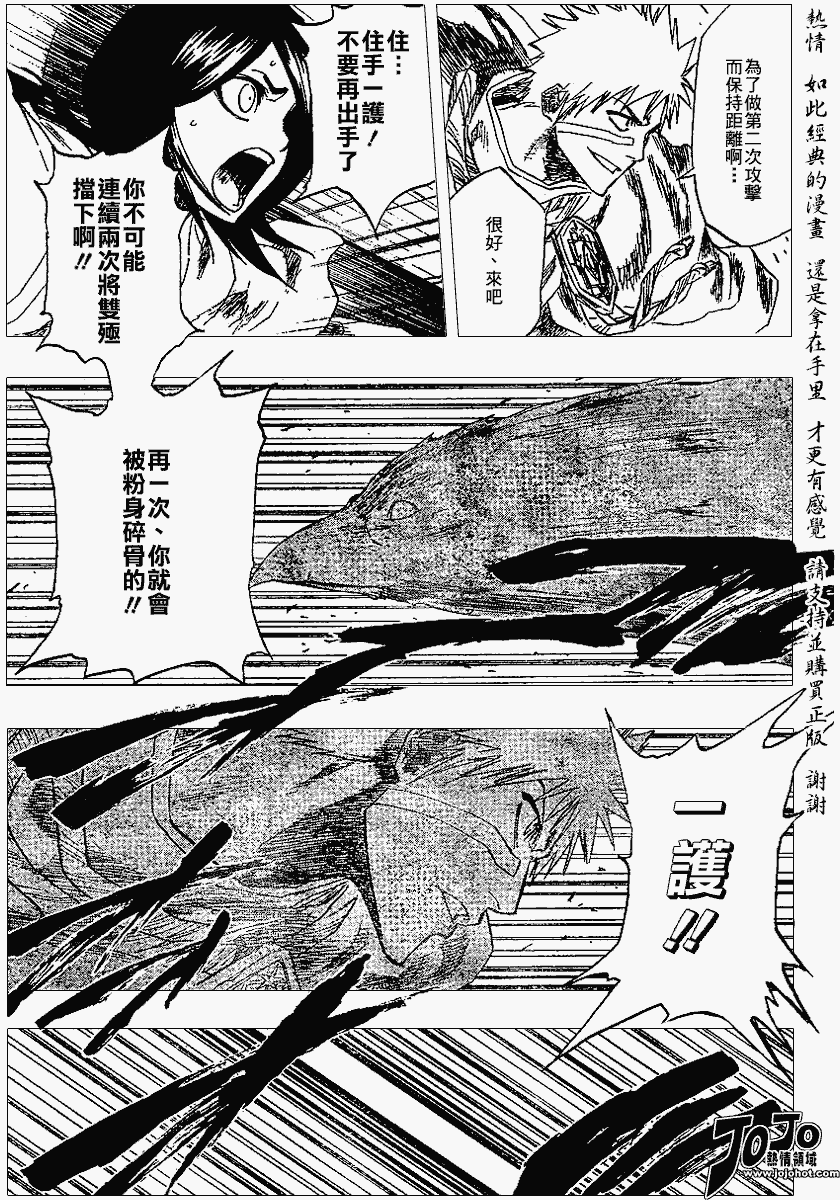 為了做第二次攻擊
而保持距離啊…
很好、來吧
住…
住手一護！
不要再出手了
你不可能
連續兩次將雙殛
擋下啊!!
再一次、你就會
被粉身碎骨的!!
一護!!
熱情 如此經典的漫畫 還是拿在手里 才更有感覺 請支持並購買正版 謝謝
JOJO
熱情領域
www.jojohot.com